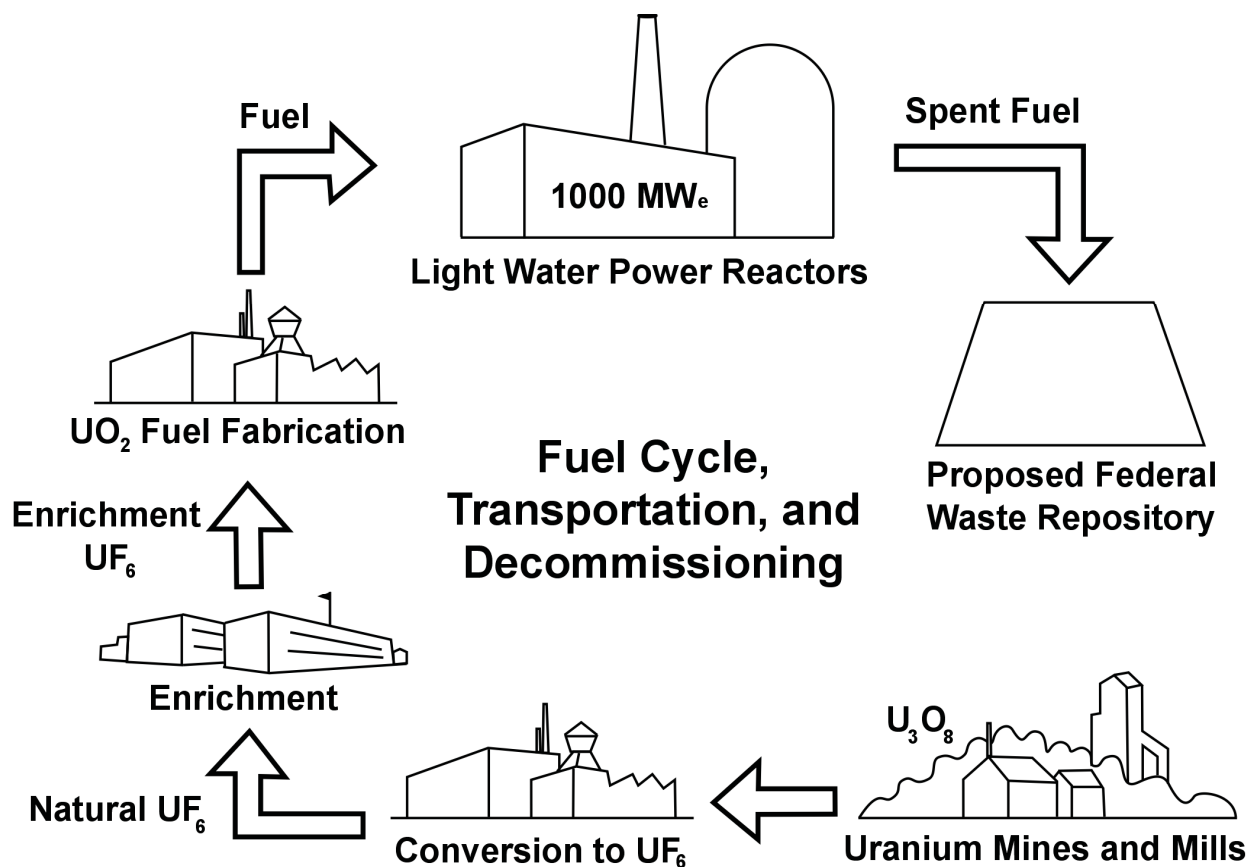 Fuel
1000 MWe
Light Water Power Reactors
Spent Fuel
UO₂ Fuel Fabrication
Proposed Federal
Waste Repository
Fuel Cycle,
Transportation, and
Decommissioning
Enrichment
UF₆
Enrichment
Natural UF₆
Conversion to UF₆
U₃O₈
Uranium Mines and Mills